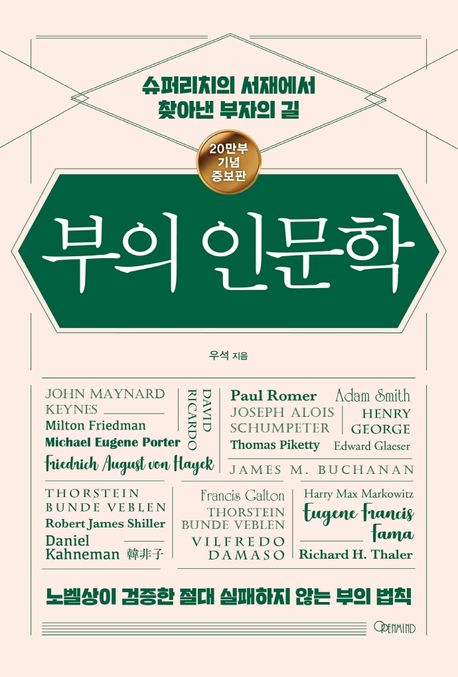 슈퍼리치의 서재에서
찾아낸 부자의 길
20만부
기념
증보판
부의 인문학
우석 지음
JOHN MAYNARD
KEYNES
Milton Friedman
Michael Eugene Porter
Friedrich August von Hayek
DAVID
RICARDO
Paul Romer
Adam Smith
JOSEPH ALOIS
SCHUMPETER
HENRY
GEORGE
Thomas Piketty
Edward Glaeser
JAMES M. BUCHANAN
THORSTEIN
BUNDE VEBLEN
Robert James Shiller
Daniel
Kahneman 韓非子
Francis Galton
THORSTEIN
BUNDE VEBLEN
VILFREDO
DAMASO
Harry Max Markowitz
Eugene Francis
Fama
Richard H. Thaler
노벨상이 검증한 절대 실패하지 않는 부의 법칙
OPENMIND